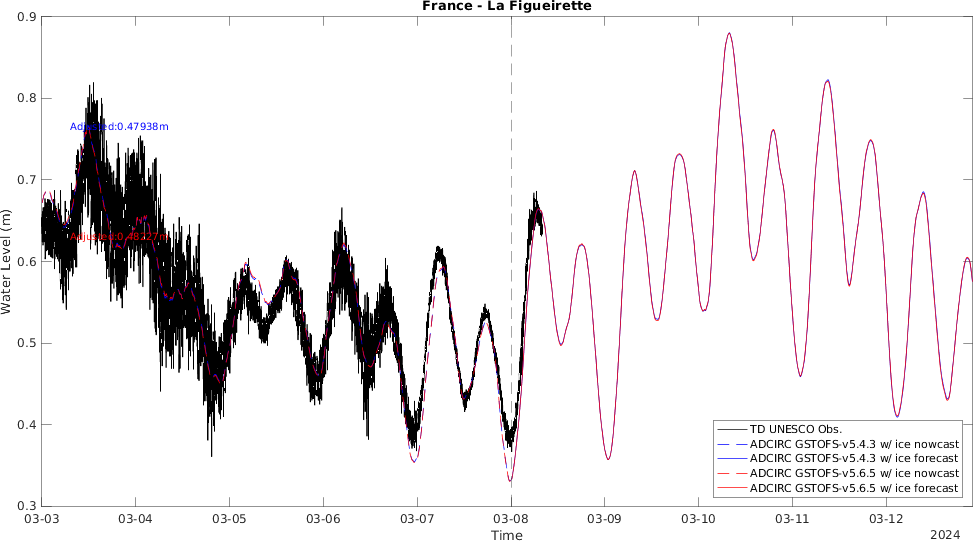 France - La Figueirette
0.9
0.8
0.7
0.6
0.5
0.4
0.3
Water Level (m)
Adjusted:0.47938m
03-03
03-04
03-05
03-06
03-07
03-08
03-09
03-10
03-11
03-12
Time
2024
TD UNESCO Obs.
ADCIRC GSTOFS-v5.4.3 w/ ice nowcast
ADCIRC GSTOFS-v5.4.3 w/ ice forecast
ADCIRC GSTOFS-v5.6.5 w/ ice nowcast
ADCIRC GSTOFS-v5.6.5 w/ ice forecast